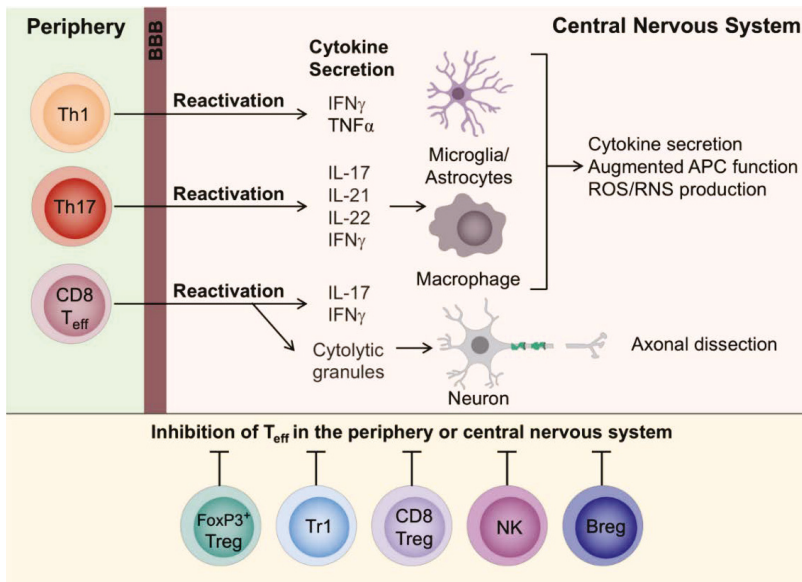 Periphery
BBB
Central Nervous System
Cytokine
Secretion
Th1
Reactivation
IFNγ
TNFα
Microglia/
Astrocytes
Cytokine secretion
Augmented APC function
ROS/RNS production
Th17
Reactivation
IL-17
IL-21
IL-22
IFNγ
Macrophage
CD8
Teff
Reactivation
IL-17
IFNγ
Cytolytic
granules
Neuron
Axonal dissection
Inhibition of Teff in the periphery or central nervous system
FoxP3+
Treg
Tr1
CD8
Treg
NK
Breg